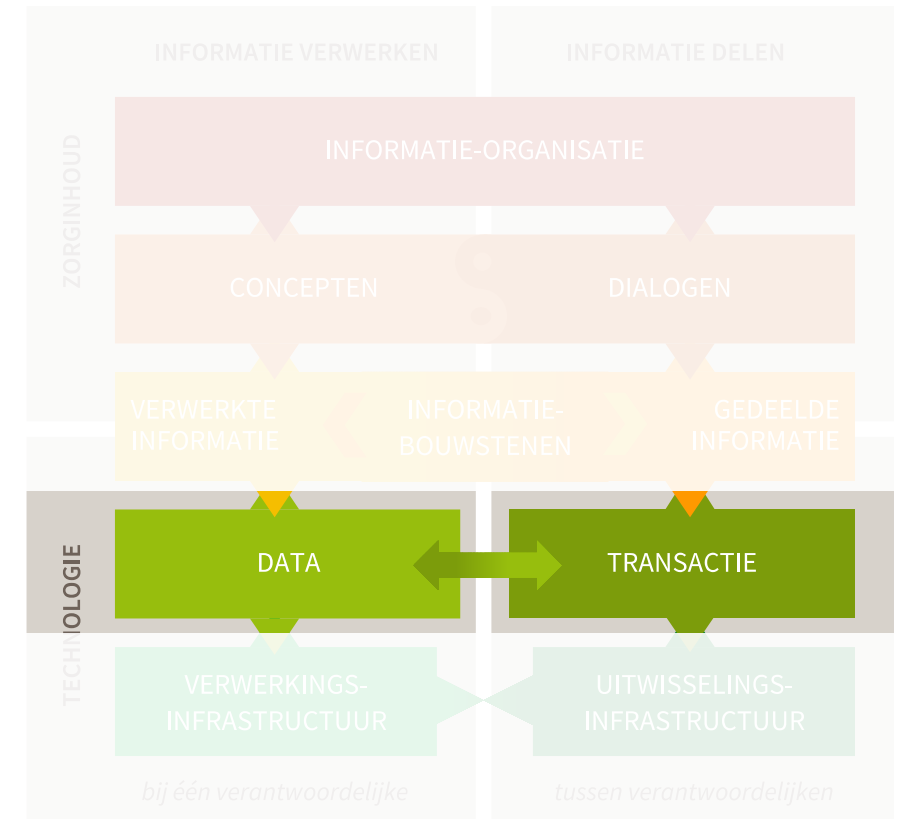 INFORMATIE VERWERKEN
INFORMATIE DELEN
ZORGINHOUD
INFORMATIE-ORGANISATIE
CONCEPTEN
DIALOGEN
VERWERKTE
INFORMATIE
INFORMATIE-
BOUWSTENEN
GEDEELDE
INFORMATIE
TECHNOLOGIE
DATA
TRANSACTIE
VERWERKINGS-
INFRASTRUCTUUR
UITWISSELINGS-
INFRASTRUCTUUR
bij één verantwoordelijke
tussen verantwoordelijken